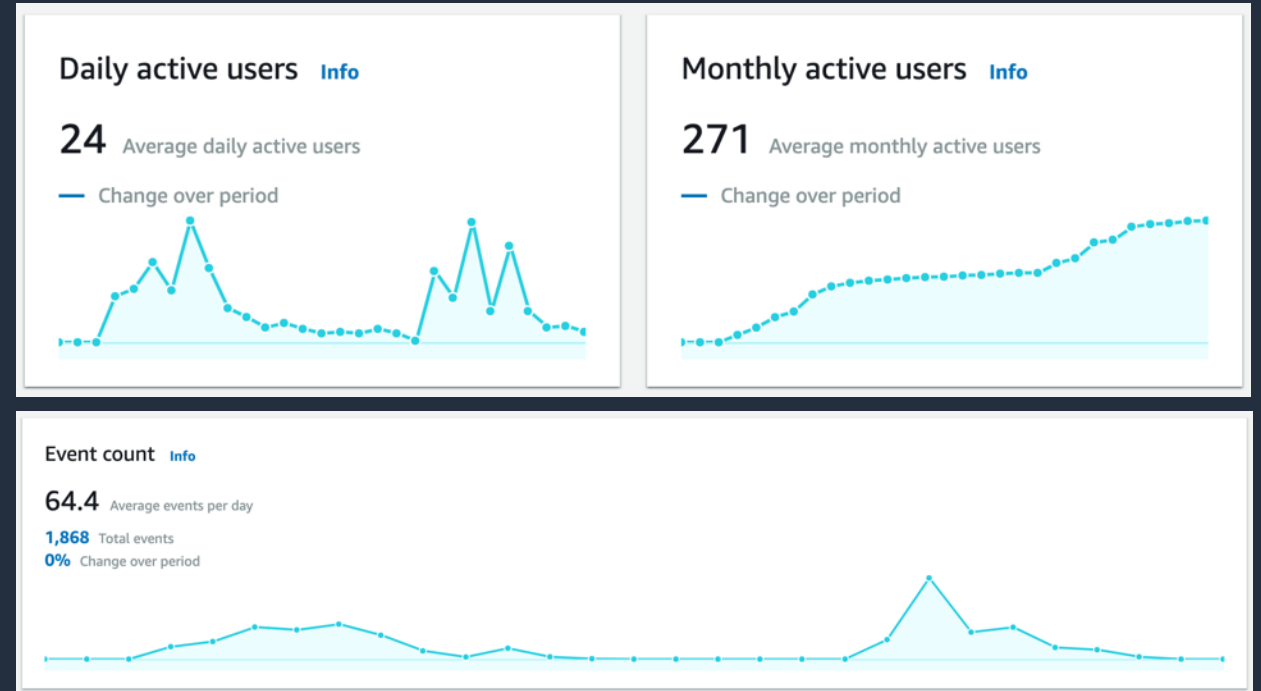 Daily active users Info
24 Average daily active users
Change over period
Monthly active users Info
271 Average monthly active users
Change over period
Event count Info
64.4 Average events per day
1,868 Total events
0% Change over period